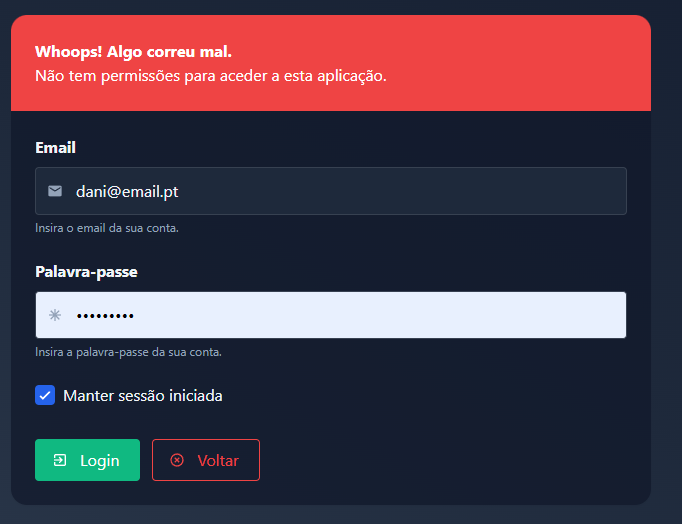 Whoops! Algo correu mal.
Não tem permissões para aceder a esta aplicação.
Email
dani@email.pt
Insira o email da sua conta.
Palavra-passe
•••••••••
Insira a palavra-passe da sua conta.
Manter sessão iniciada
Login
Voltar